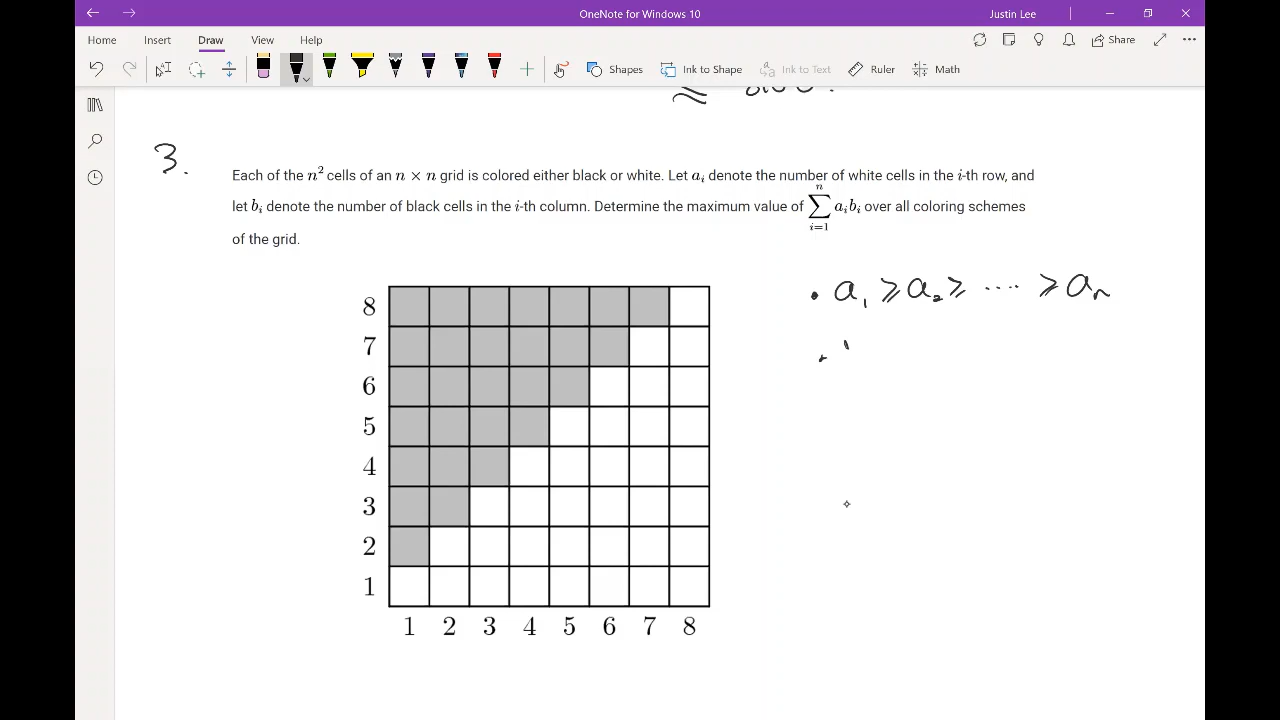 OneNote for Windows 10
Justin Lee
Home Insert Draw View Help
Share
Shapes Ink to Shape Ink to Text Ruler Math
3.
Each of the n² cells of an n × n grid is colored either black or white. Let aᵢ denote the number of white cells in the i-th row, and
let bᵢ denote the number of black cells in the i-th column. Determine the maximum value of ∑ᵢ₌₁ⁿ aᵢbᵢ over all coloring schemes
of the grid.
• a₁ ⩾ a₂ ⩾ ···· ⩾ aₙ
8
7
6
5
4
3
2
1
1 2 3 4 5 6 7 8